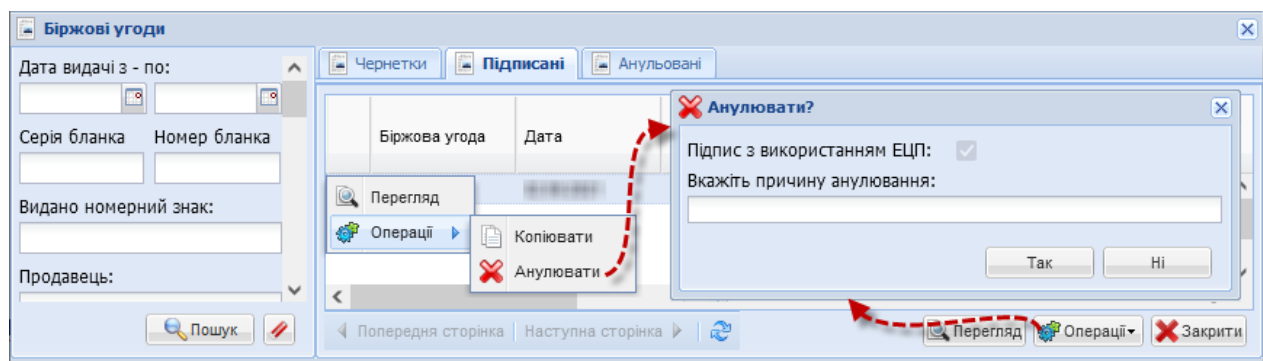 Біржові угоди
Дата видачі з - по:
Серія бланка Номер бланка
Видано номерний знак:
Продавець:
Пошук
Чернетки Підписані Анульовані
Біржова угода Дата
Перегляд
Операції
Копіювати
Анулювати
Анулювати?
Підпис з використанням ЕЦП:
Вкажіть причину анулювання:
Так Ні
Попередня сторінка Наступна сторінка
Перегляд Операції Закрити